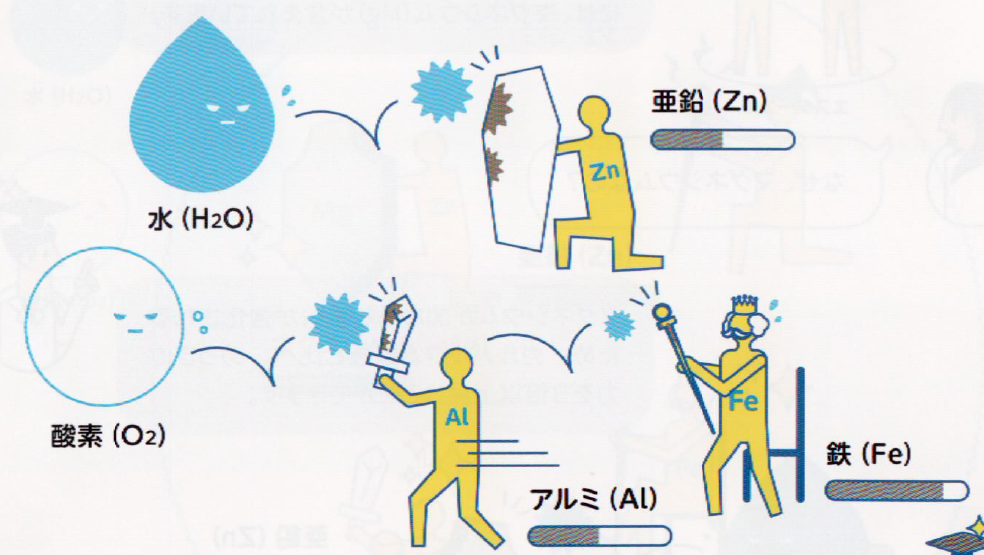 水 (H2O)
亜鉛 (Zn)
Zn
酸素 (O2)
Al
アルミ (Al)
Fe
鉄 (Fe)